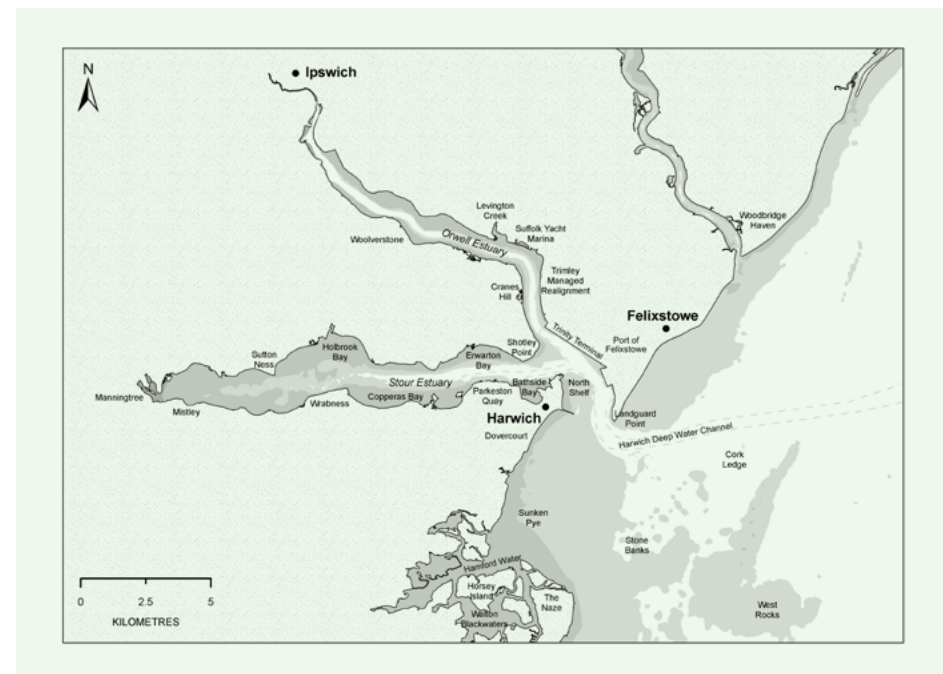 N
Ipswich
Levington
Creek
Suffolk Yacht
Marina
Woodbridge
Haven
Woolverstone
Orwell Estuary
Trimley
Managed
Realignment
Cranes
Hill
Felixstowe
Trinity Terminal
Port of
Felixstowe
Shotley
Point
Holbrook
Bay
Sutton
Ness
Erwarton
Bay
Stour Estuary
Bathside
Bay
North
Shelf
Manningtree
Mistley
Wrabness
Copperas Bay
Parkeston
Quay
Harwich
Landguard
Point
Dovercourt
Harwich Deep Water Channel
Cork
Ledge
Sunken
Pye
Stone
Banks
Hamford Water
Horsey
Island
The
Naze
Walton
Blackwaters
West
Rocks
0 2.5 5
KILOMETRES